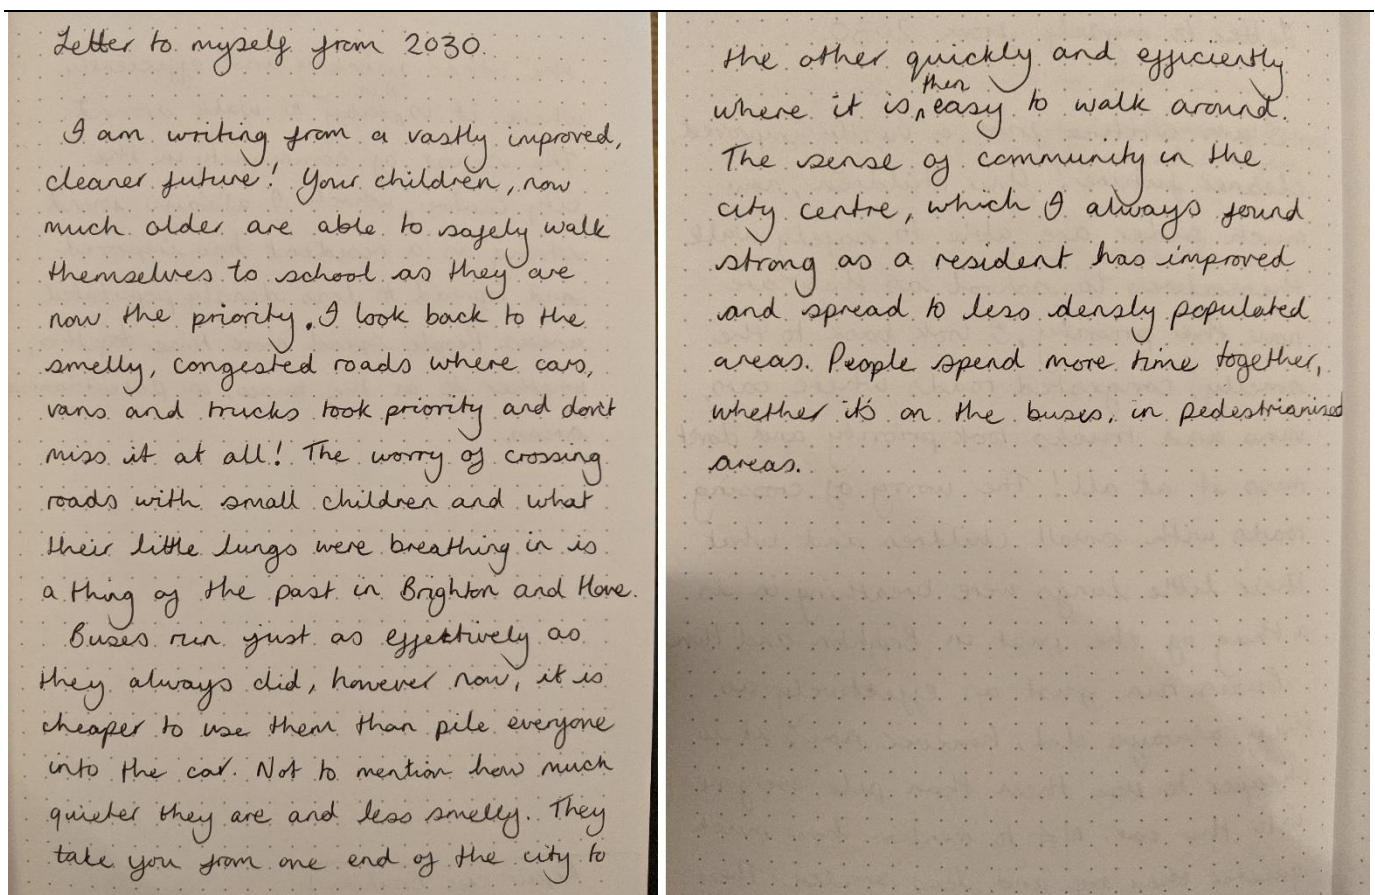 Letter to myself from 2030.
I am writing from a vastly improved,
cleaner future! Your children, now
much older are able to safely walk
themselves to school as they are
now the priority. I look back to the
smelly, congested roads where cars,
vans and trucks took priority and don't
miss it at all! The worry of crossing
roads with small children and what
their little lungs were breathing in is
a thing of the past in Brighton and Hove.
Buses run just as effectively as
they always did, however now, it is
cheaper to use them than pile everyone
into the car. Not to mention how much
quieter they are and less smelly. They
take you from one end of the city to
the other quickly and efficiently
where it is then easy to walk around.
The sense of community in the
city centre, which I always found
strong as a resident has improved
and spread to less densly populated
areas. People spend more time together,
whether it's on the buses, in pedestrianised
areas.